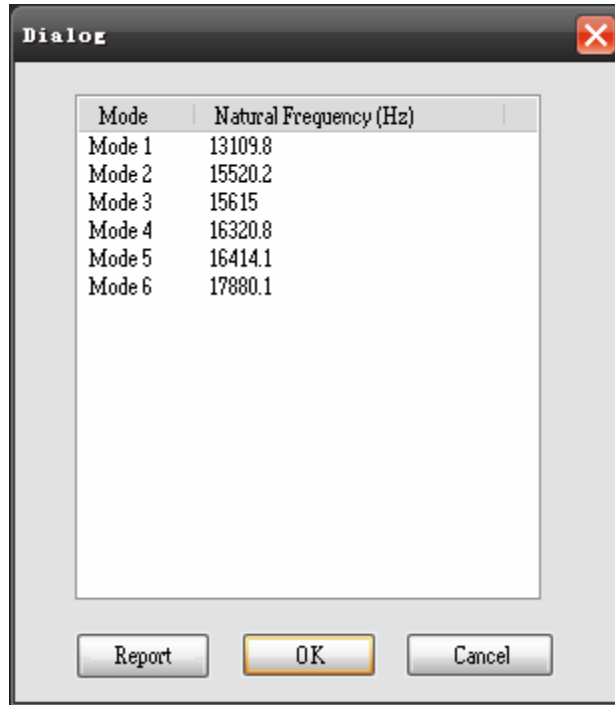 Dialog
Mode Natural Frequency (Hz)
Mode 1 13109.8
Mode 2 15520.2
Mode 3 15615
Mode 4 16320.8
Mode 5 16414.1
Mode 6 17880.1
Report OK Cancel